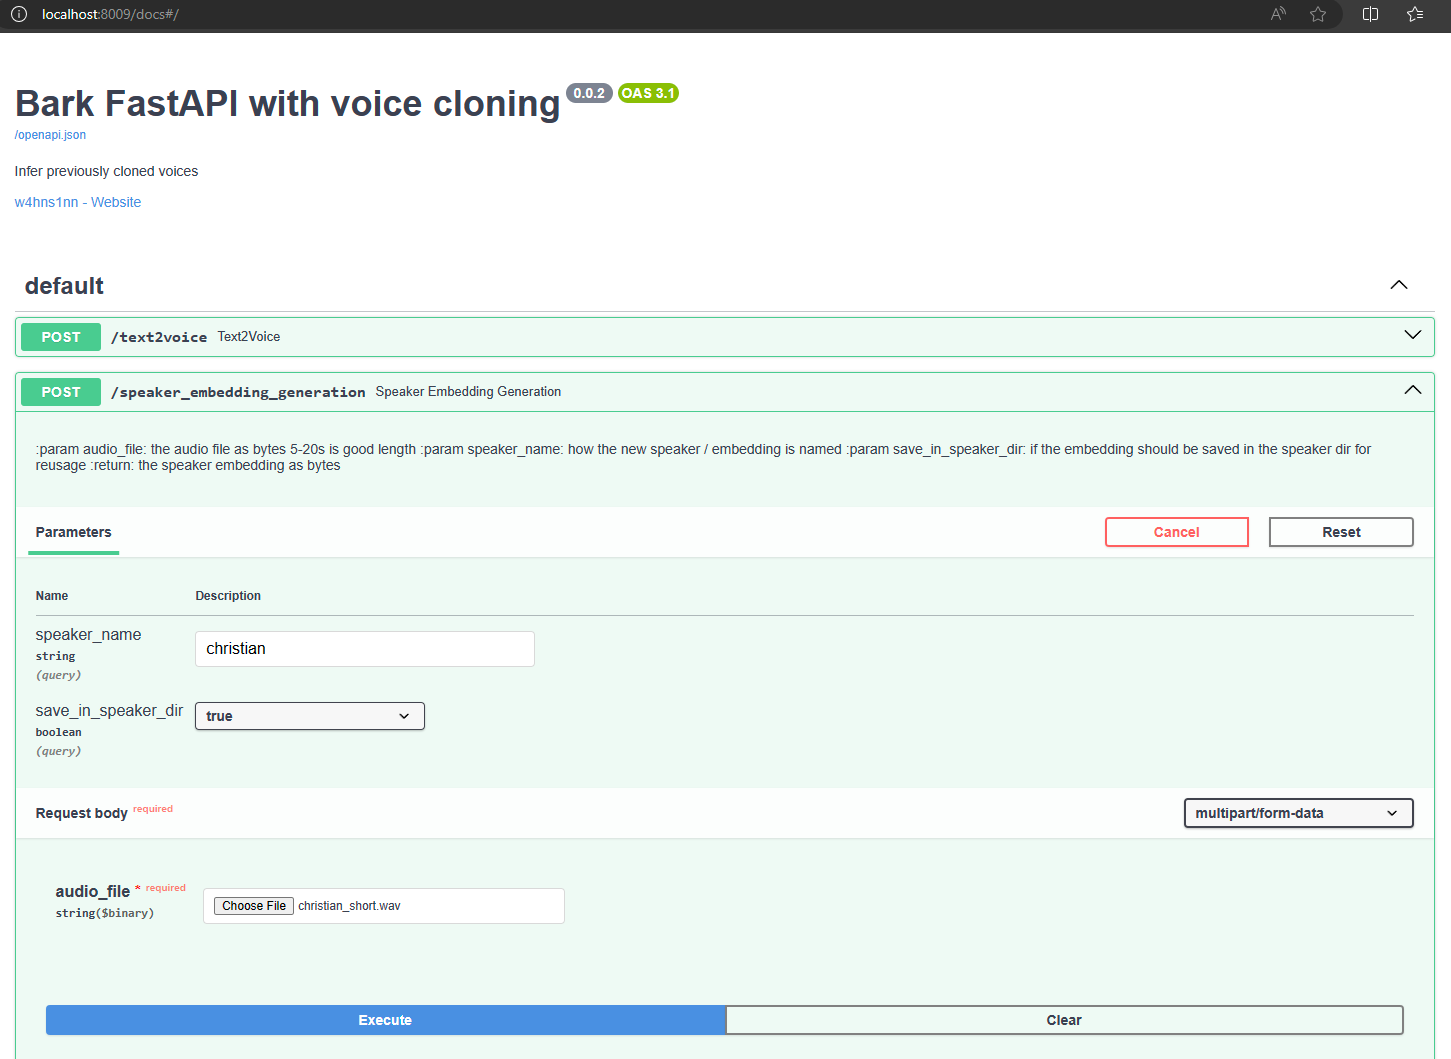 localhost:8009/docs#/
Bark FastAPI with voice cloning 0.0.2 OAS 3.1
/openapi.json
Infer previously cloned voices
w4hns1nn - Website
default
POST /text2voice Text2Voice
POST /speaker_embedding_generation Speaker Embedding Generation
:param audio_file: the audio file as bytes 5-20s is good length :param speaker_name: how the new speaker / embedding is named :param save_in_speaker_dir: if the embedding should be saved in the speaker dir for
reusage :return: the speaker embedding as bytes
Parameters Cancel Reset
Name Description
speaker_name
string
(query)
christian
save_in_speaker_dir
boolean
(query)
true
Request body required multipart/form-data
audio_file * required
string($binary)
Choose File christian_short.wav
Execute Clear